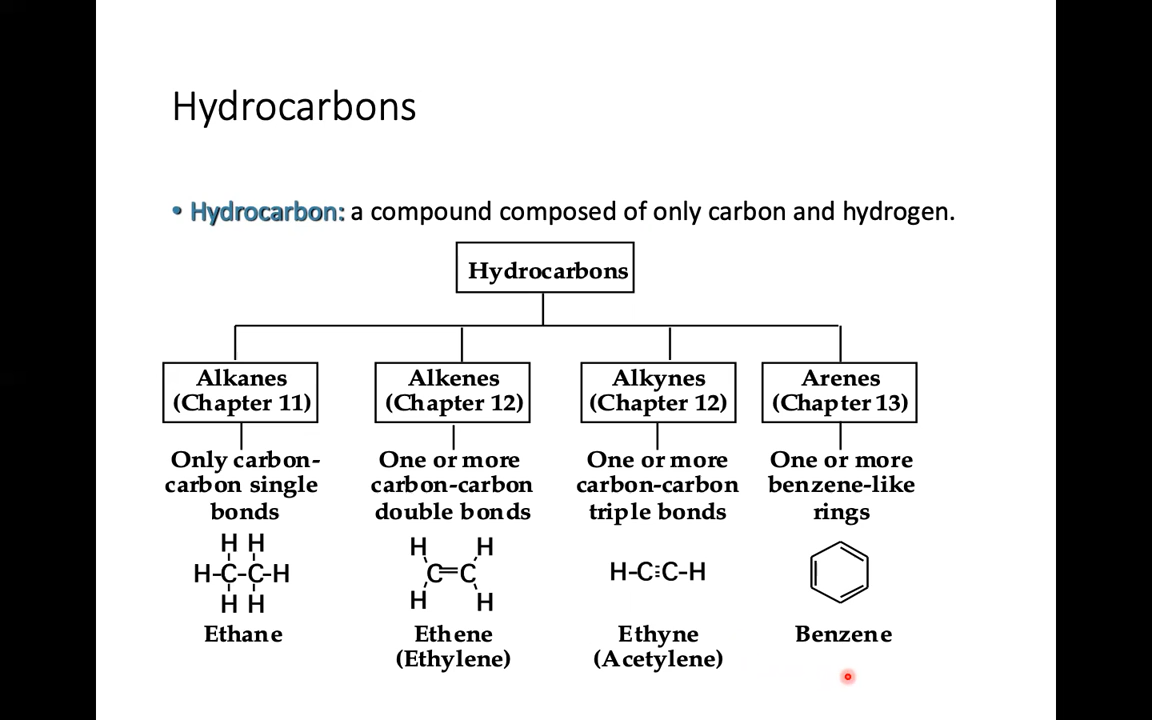 Hydrocarbons
• Hydrocarbon: a compound composed of only carbon and hydrogen.
Hydrocarbons
Alkanes
(Chapter 11)
Alkenes
(Chapter 12)
Alkynes
(Chapter 12)
Arenes
(Chapter 13)
Only carbon-
carbon single
bonds
One or more
carbon-carbon
double bonds
One or more
carbon-carbon
triple bonds
One or more
benzene-like
rings
H H
H-C-C-H
H H
Ethane
H H
C=C
H H
Ethene
(Ethylene)
H-C≡C-H
Ethyne
(Acetylene)
Benzene